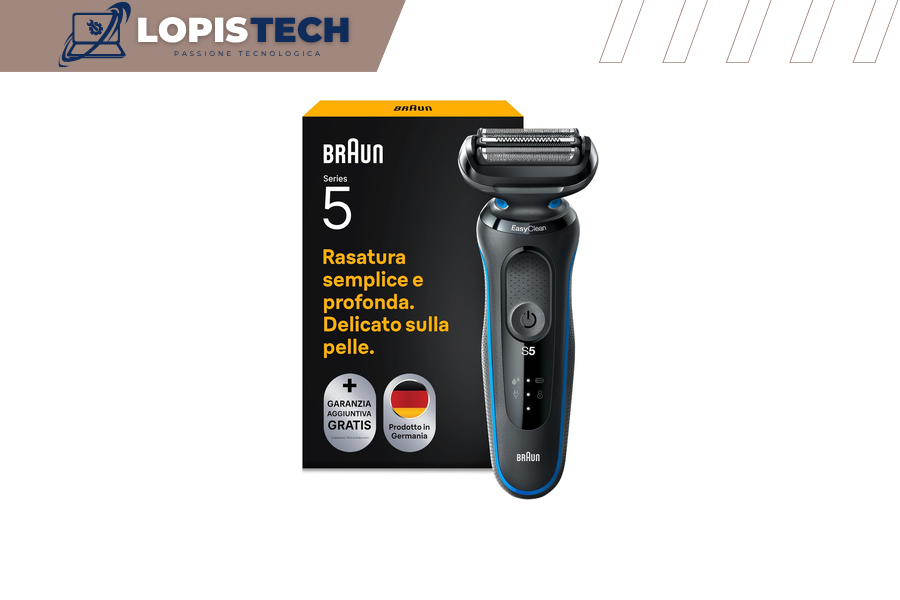 LOPISTECH
PASSIONE TECNOLOGICA
BRAUN
BRAUN
Series
5
Rasatura
semplice e
profonda.
Delicato sulla
pelle.
+
GARANZIA
AGGIUNTIVA
GRATIS
Prodotto in
Germania
EasyClean
S5
BRAUN